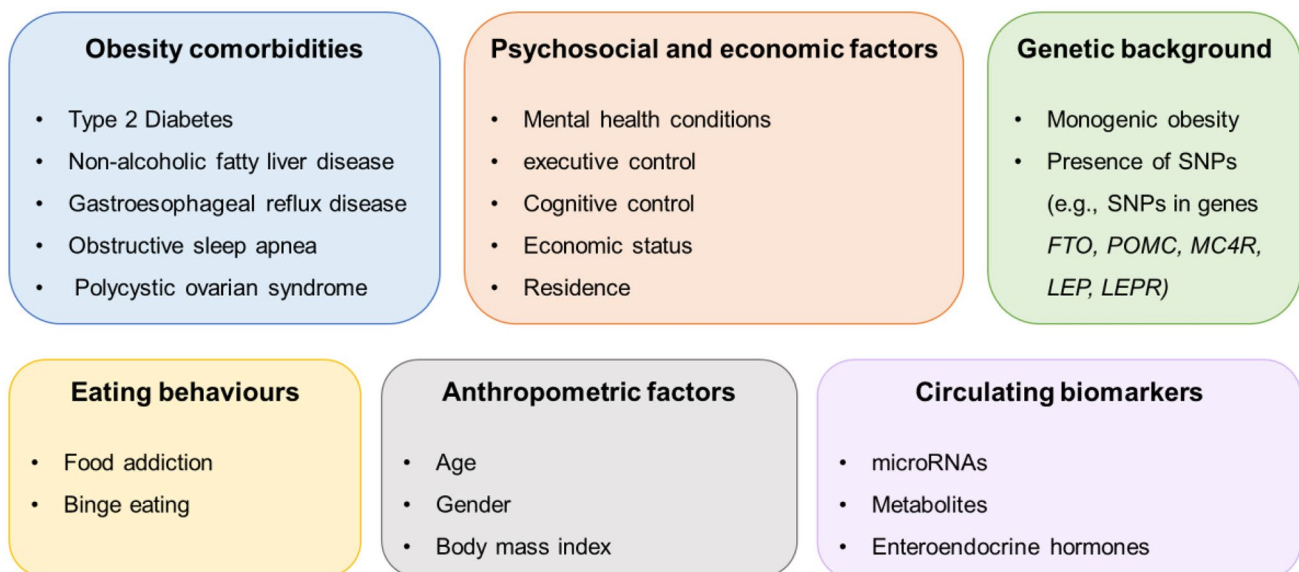 Obesity comorbidities
• Type 2 Diabetes
• Non-alcoholic fatty liver disease
• Gastroesophageal reflux disease
• Obstructive sleep apnea
• Polycystic ovarian syndrome
Psychosocial and economic factors
• Mental health conditions
• executive control
• Cognitive control
• Economic status
• Residence
Genetic background
• Monogenic obesity
• Presence of SNPs
(e.g., SNPs in genes
FTO, POMC, MC4R,
LEP, LEPR)
Eating behaviours
• Food addiction
• Binge eating
Anthropometric factors
• Age
• Gender
• Body mass index
Circulating biomarkers
• microRNAs
• Metabolites
• Enteroendocrine hormones